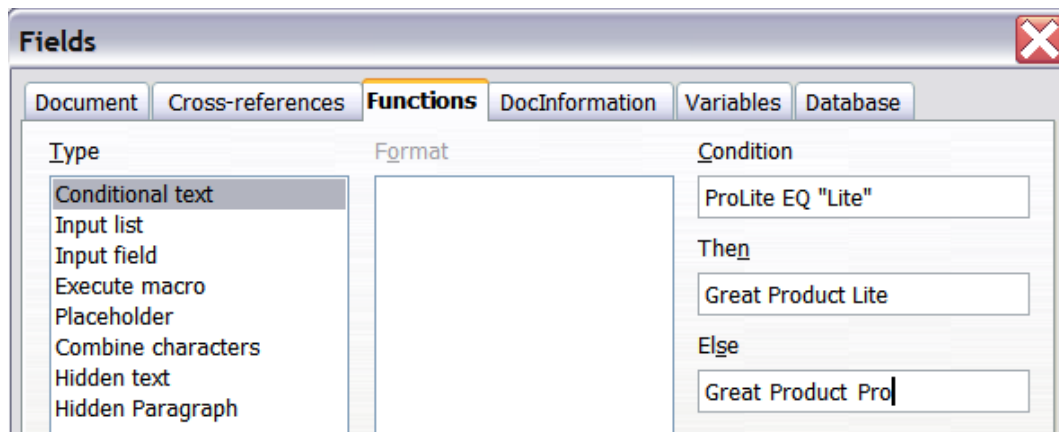 Fields
Document Cross-references Functions DocInformation Variables Database
Type
Conditional text
Input list
Input field
Execute macro
Placeholder
Combine characters
Hidden text
Hidden Paragraph
Format
Condition
ProLite EQ "Lite"
Then
Great Product Lite
Else
Great Product Pro